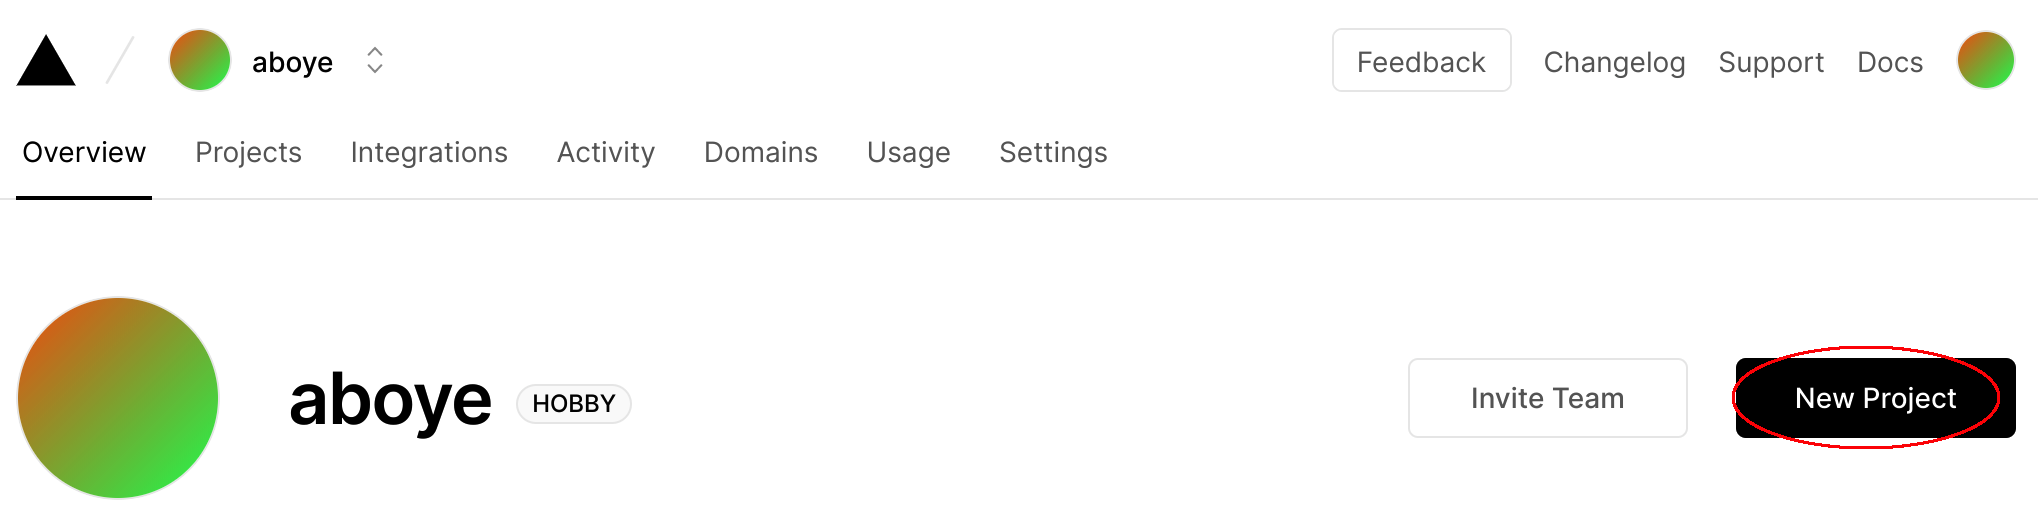 aboye Feedback Changelog Support Docs
Overview Projects Integrations Activity Domains Usage Settings
aboye HOBBY Invite Team New Project